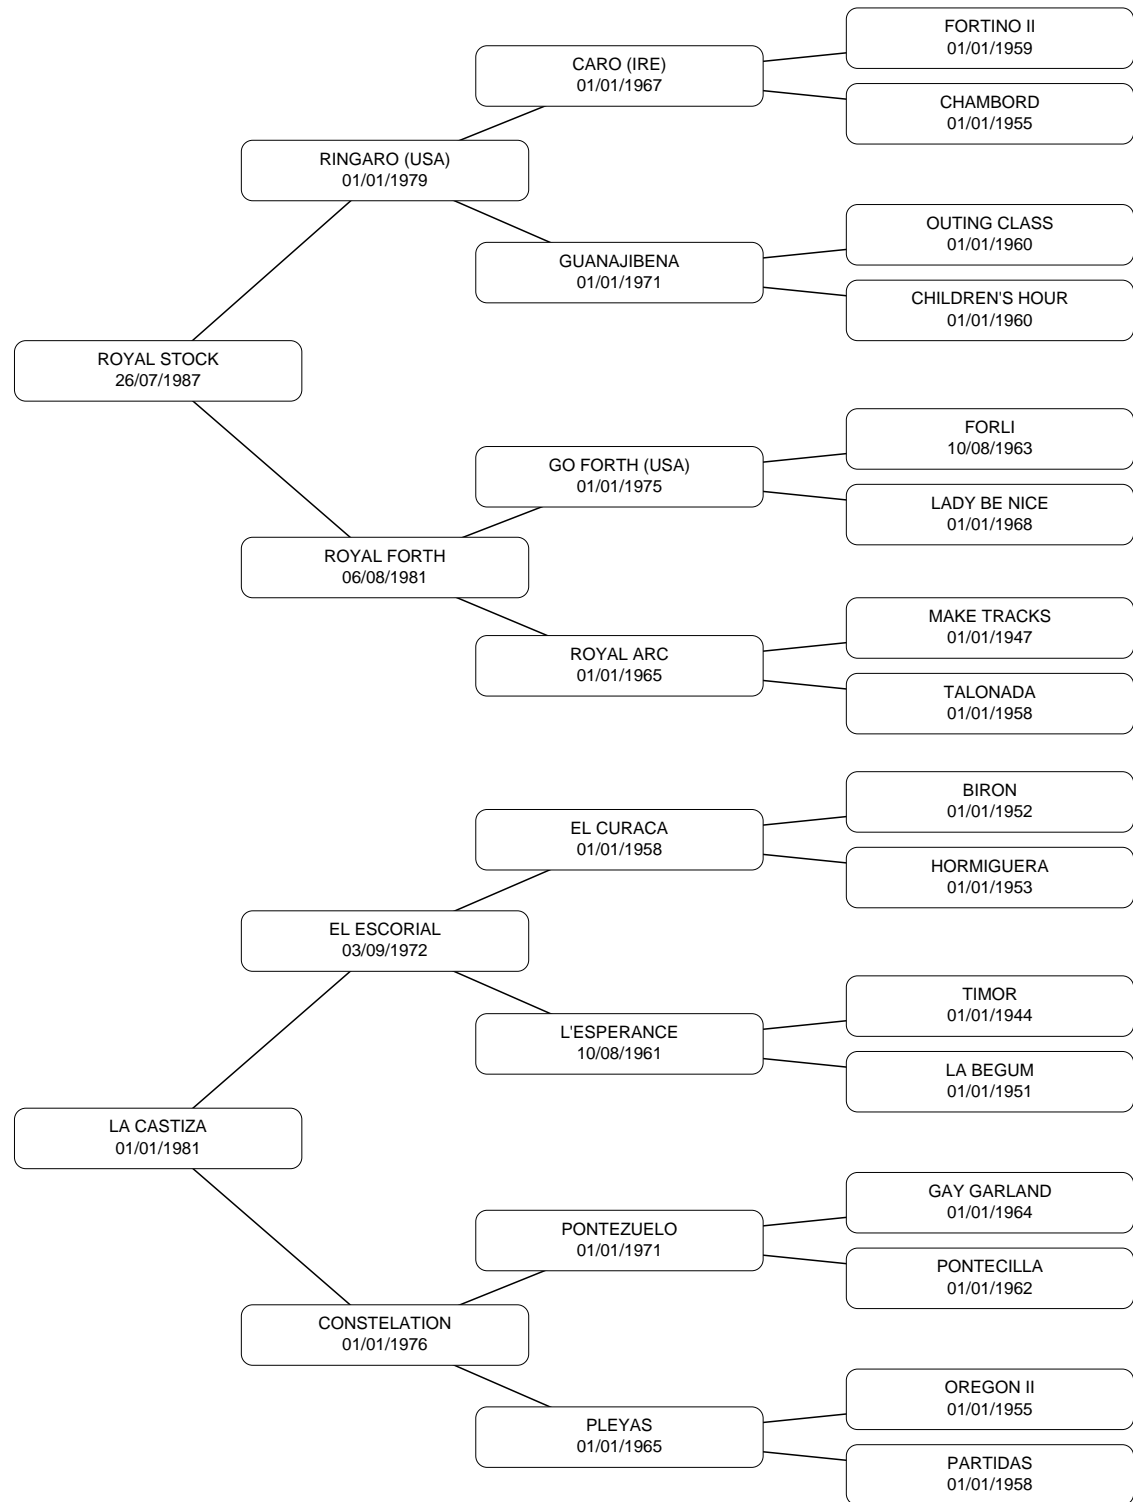 FORTINO II
01/01/1959
CARO (IRE)
01/01/1967
CHAMBORD
01/01/1955
RINGARO (USA)
01/01/1979
OUTING CLASS
01/01/1960
GUANAJIBENA
01/01/1971
CHILDREN'S HOUR
01/01/1960
ROYAL STOCK
26/07/1987
FORLI
10/08/1963
GO FORTH (USA)
01/01/1975
LADY BE NICE
01/01/1968
ROYAL FORTH
06/08/1981
MAKE TRACKS
01/01/1947
ROYAL ARC
01/01/1965
TALONADA
01/01/1958
BIRON
01/01/1952
EL CURACA
01/01/1958
HORMIGUERA
01/01/1953
EL ESCORIAL
03/09/1972
TIMOR
01/01/1944
L'ESPERANCE
10/08/1961
LA BEGUM
01/01/1951
LA CASTIZA
01/01/1981
GAY GARLAND
01/01/1964
PONTEZUELO
01/01/1971
PONTECILLA
01/01/1962
CONSTELATION
01/01/1976
OREGON II
01/01/1955
PLEYAS
01/01/1965
PARTIDAS
01/01/1958